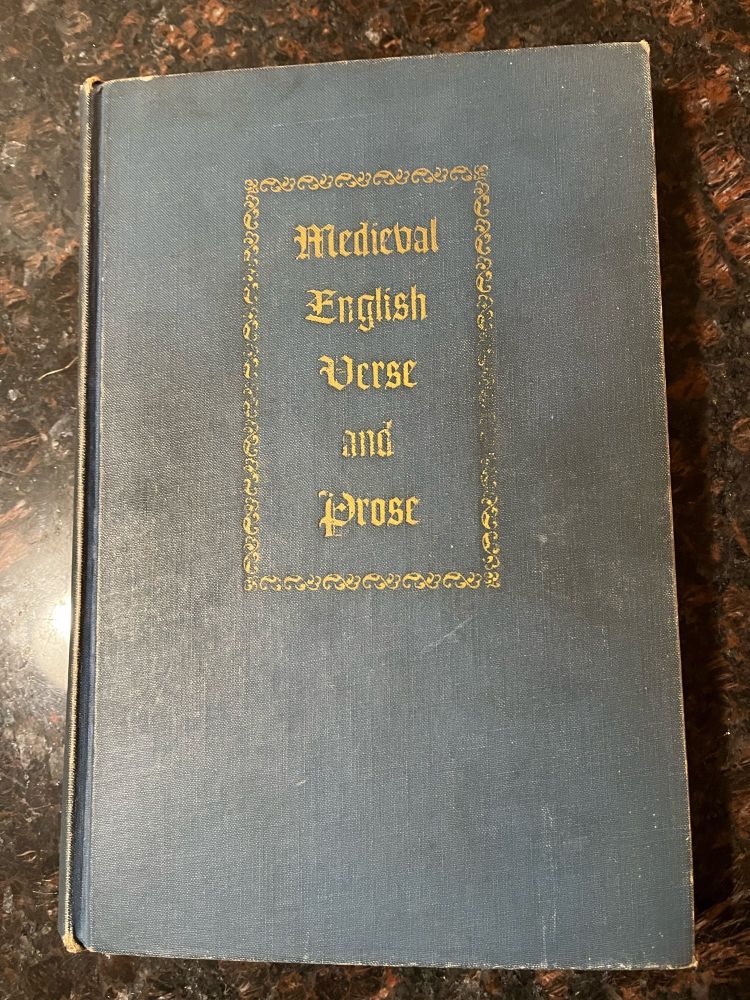 Medieval
English
Verse
and
Prose